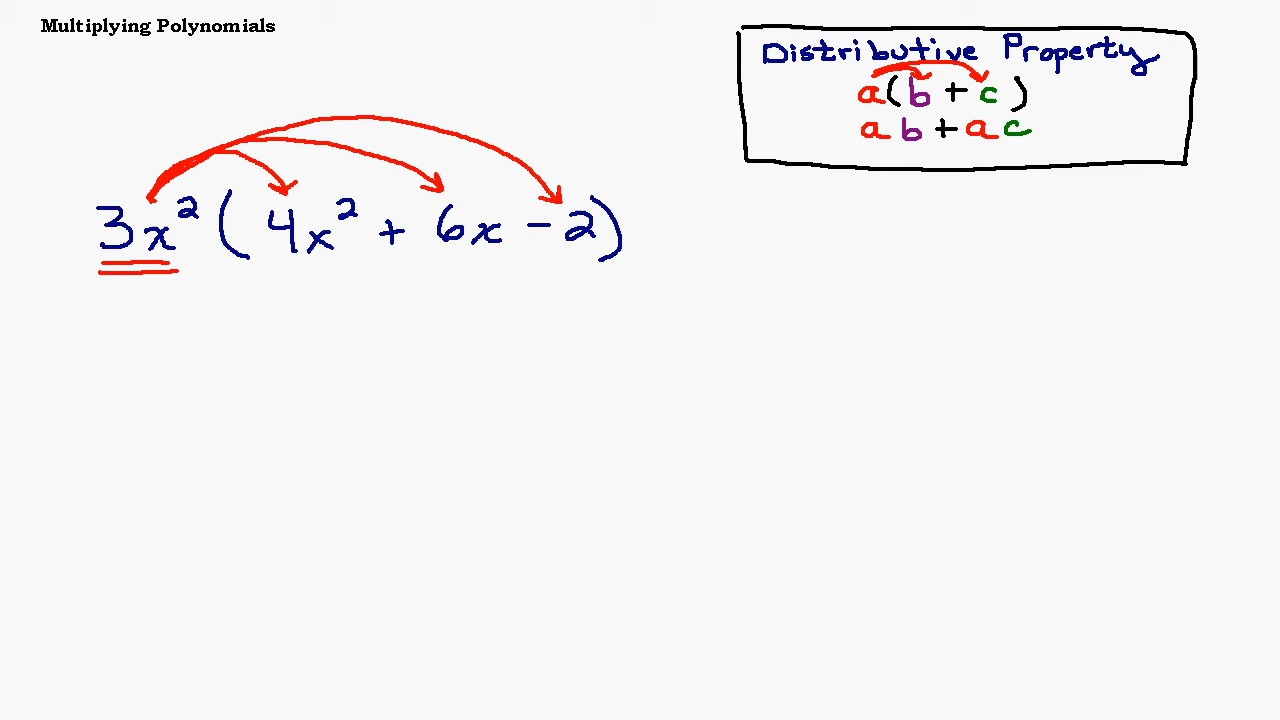 Multiplying Polynomials
Distributive Property
a(b + c)
ab + ac
3x²(4x² + 6x - 2)